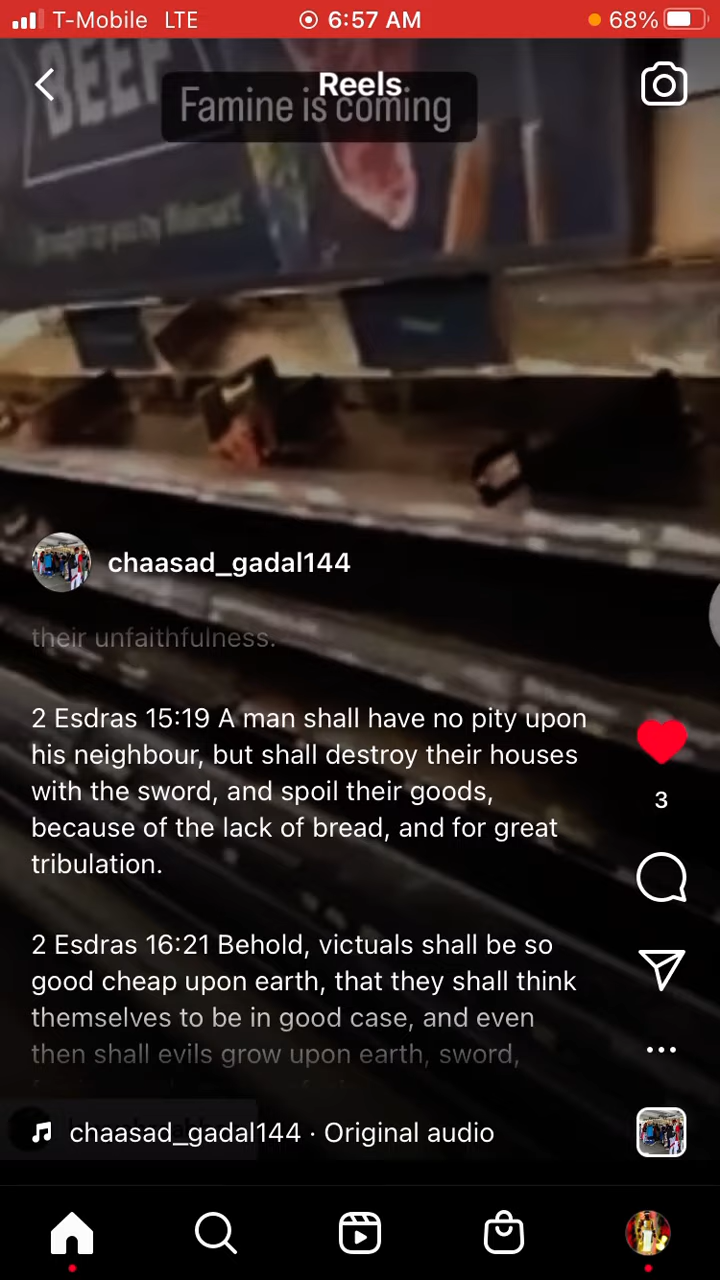 T-Mobile LTE 6:57 AM 68%
BEEF
Reels
Famine is coming
chaasad_gadal144
their unfaithfulness.
2 Esdras 15:19 A man shall have no pity upon
his neighbour, but shall destroy their houses
with the sword, and spoil their goods,
because of the lack of bread, and for great
tribulation.
3
2 Esdras 16:21 Behold, victuals shall be so
good cheap upon earth, that they shall think
themselves to be in good case, and even
then shall evils grow upon earth, sword,
chaasad_gadal144 · Original audio